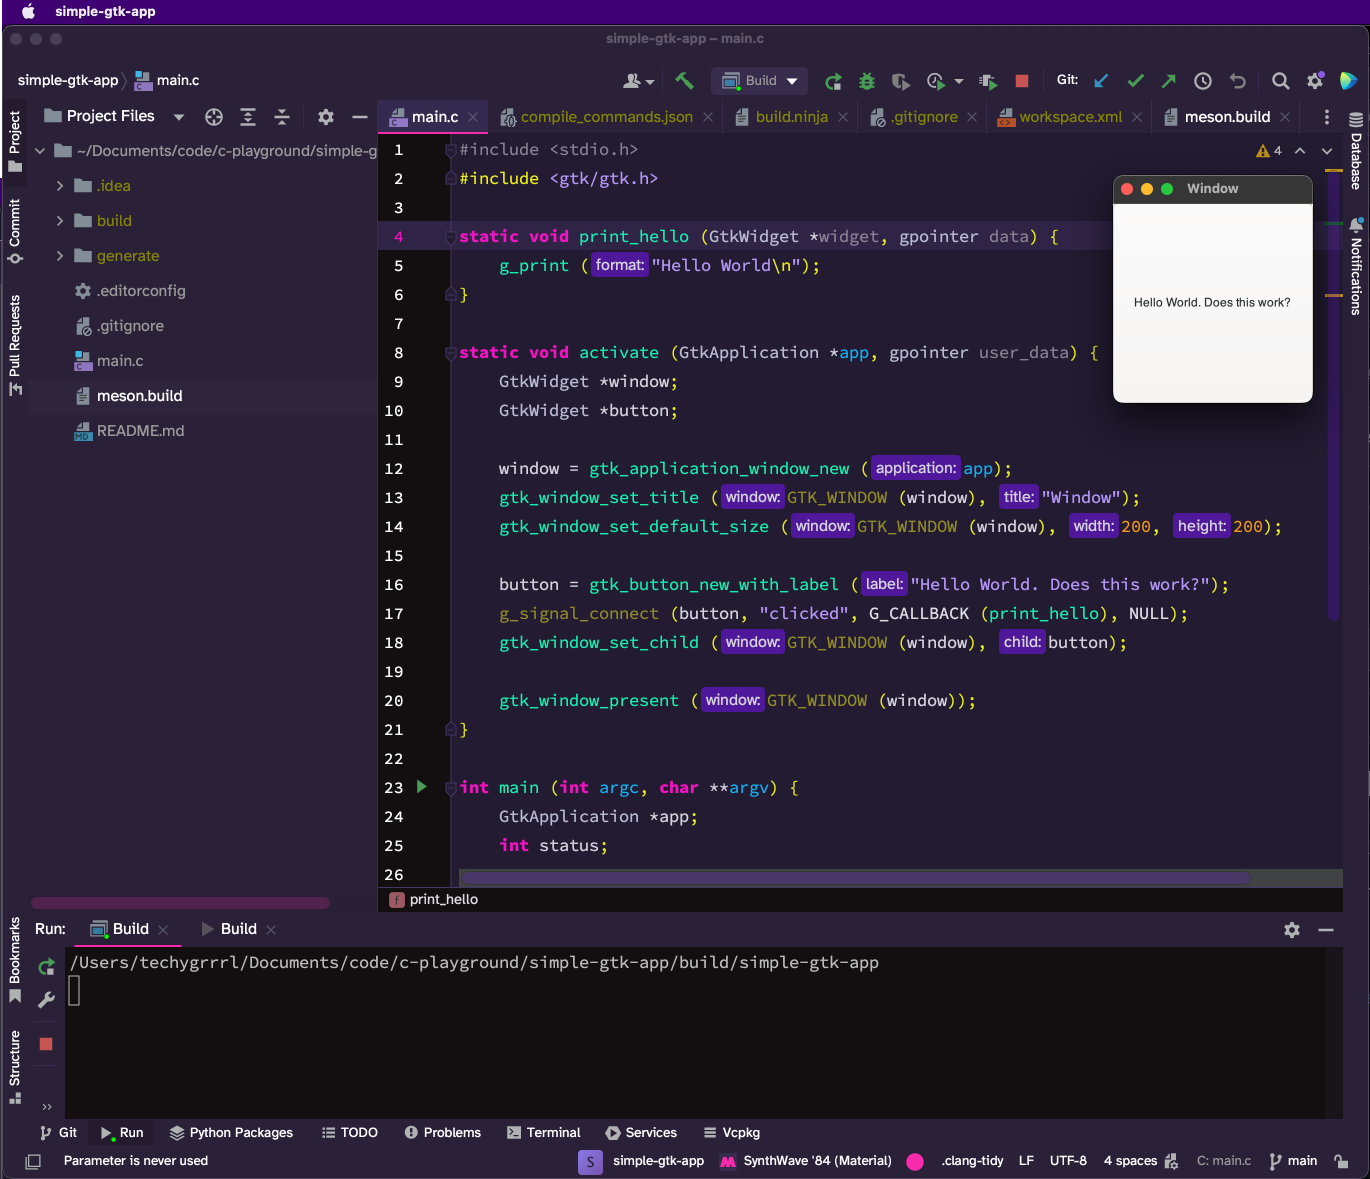 simple-gtk-app
simple-gtk-app – main.c
simple-gtk-app main.c
Build
Git:
Project Files
main.c
compile_commands.json
build.ninja
.gitignore
workspace.xml
meson.build
Project
Commit
Pull Requests
Bookmarks
Structure
Database
Notifications
~/Documents/code/c-playground/simple-g
.idea
build
generate
.editorconfig
.gitignore
main.c
meson.build
README.md
4
1 #include <stdio.h>
2 #include <gtk/gtk.h>
3
4 static void print_hello (GtkWidget *widget, gpointer data) {
5 g_print (format: "Hello World\n");
6 }
7
8 static void activate (GtkApplication *app, gpointer user_data) {
9 GtkWidget *window;
10 GtkWidget *button;
11
12 window = gtk_application_window_new (application: app);
13 gtk_window_set_title (window: GTK_WINDOW (window), title: "Window");
14 gtk_window_set_default_size (window: GTK_WINDOW (window), width: 200, height: 200);
15
16 button = gtk_button_new_with_label (label: "Hello World. Does this work?");
17 g_signal_connect (button, "clicked", G_CALLBACK (print_hello), NULL);
18 gtk_window_set_child (window: GTK_WINDOW (window), child: button);
19
20 gtk_window_present (window: GTK_WINDOW (window));
21 }
22
23 int main (int argc, char **argv) {
24 GtkApplication *app;
25 int status;
26
Window
Hello World. Does this work?
f print_hello
Run: Build Build
/Users/techygrrrl/Documents/code/c-playground/simple-gtk-app/build/simple-gtk-app
Git Run Python Packages TODO Problems Terminal Services Vcpkg
Parameter is never used S simple-gtk-app SynthWave '84 (Material) .clang-tidy LF UTF-8 4 spaces C: main.c main